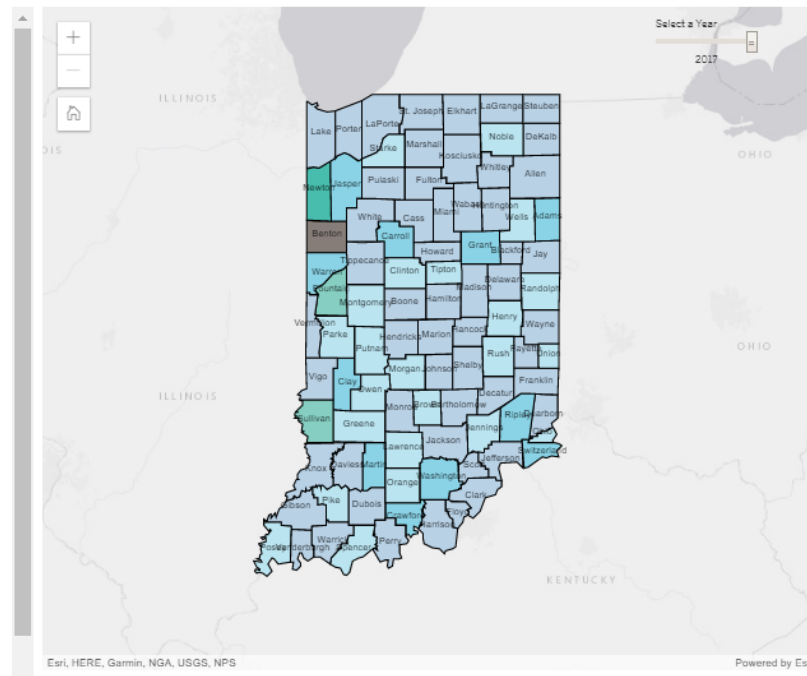 Select a Year
2017
ILLINOIS
OHIO
St. Joseph
Elkhart
LaGrange
Steuben
Lake
Porter
LaPorte
Starke
Marshall
Kosciusko
Noble
DeKalb
Whitley
Allen
Newton
Jasper
Pulaski
Fulton
Miami
Wabash
Huntington
Wells
Adams
Benton
White
Cass
Carroll
Howard
Grant
Blackford
Jay
Warren
Tippecanoe
Clinton
Tipton
Madison
Delaware
Randolph
Fountain
Montgomery
Boone
Hamilton
Henry
Wayne
Vermilion
Parke
Putnam
Hendricks
Marion
Hancock
Rush
Fayette
Union
OHIO
Vigo
Clay
Owen
Morgan
Johnson
Shelby
Decatur
Franklin
ILLINOIS
Sullivan
Greene
Monroe
Brown
Bartholomew
Jennings
Ripley
Dearborn
Ohio
Switzerland
Knox
Daviess
Martin
Lawrence
Jackson
Scott
Jefferson
Orange
Washington
Clark
Gibson
Pike
Dubois
Crawford
Floyd
Harrison
Posey
Vanderburgh
Warrick
Spencer
Perry
KENTUCKY
Esri, HERE, Garmin, NGA, USGS, NPS
Powered by Es